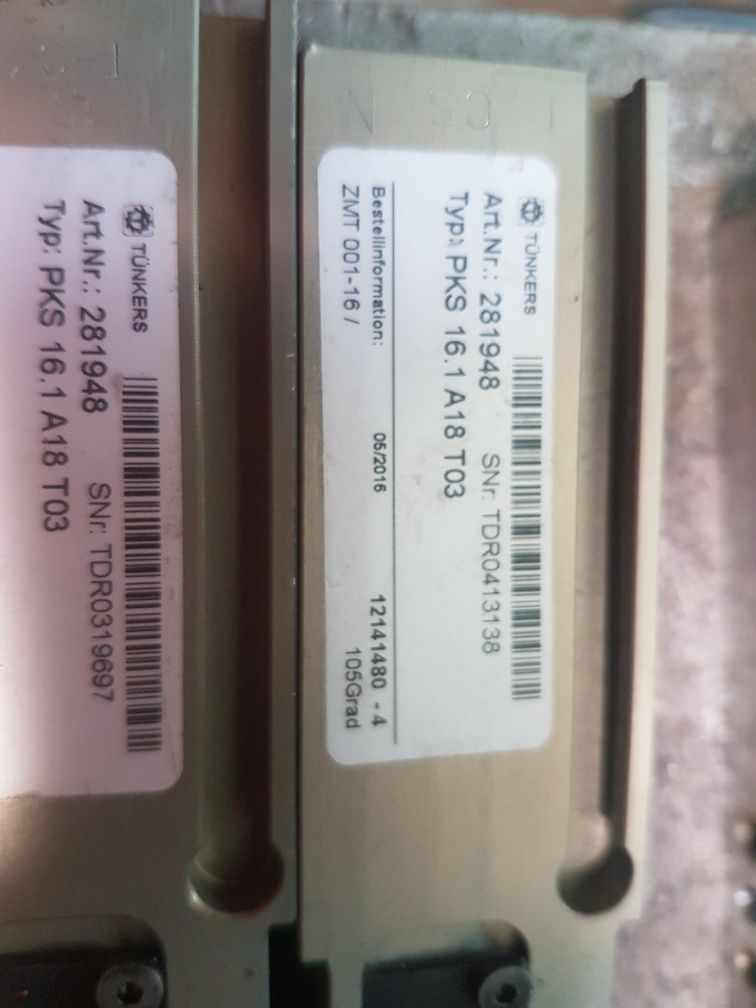 TÜNKERS
Art.Nr.: 281948 SNr: TDR0413138
Typ: PKS 16.1 A18 T03
Bestellinformation: 05/2016 12141480 - 4
ZMT 001-16 / 105Grad
TÜNKERS
Art.Nr.: 281948 SNr: TDR0319697
Typ: PKS 16.1 A18 T03